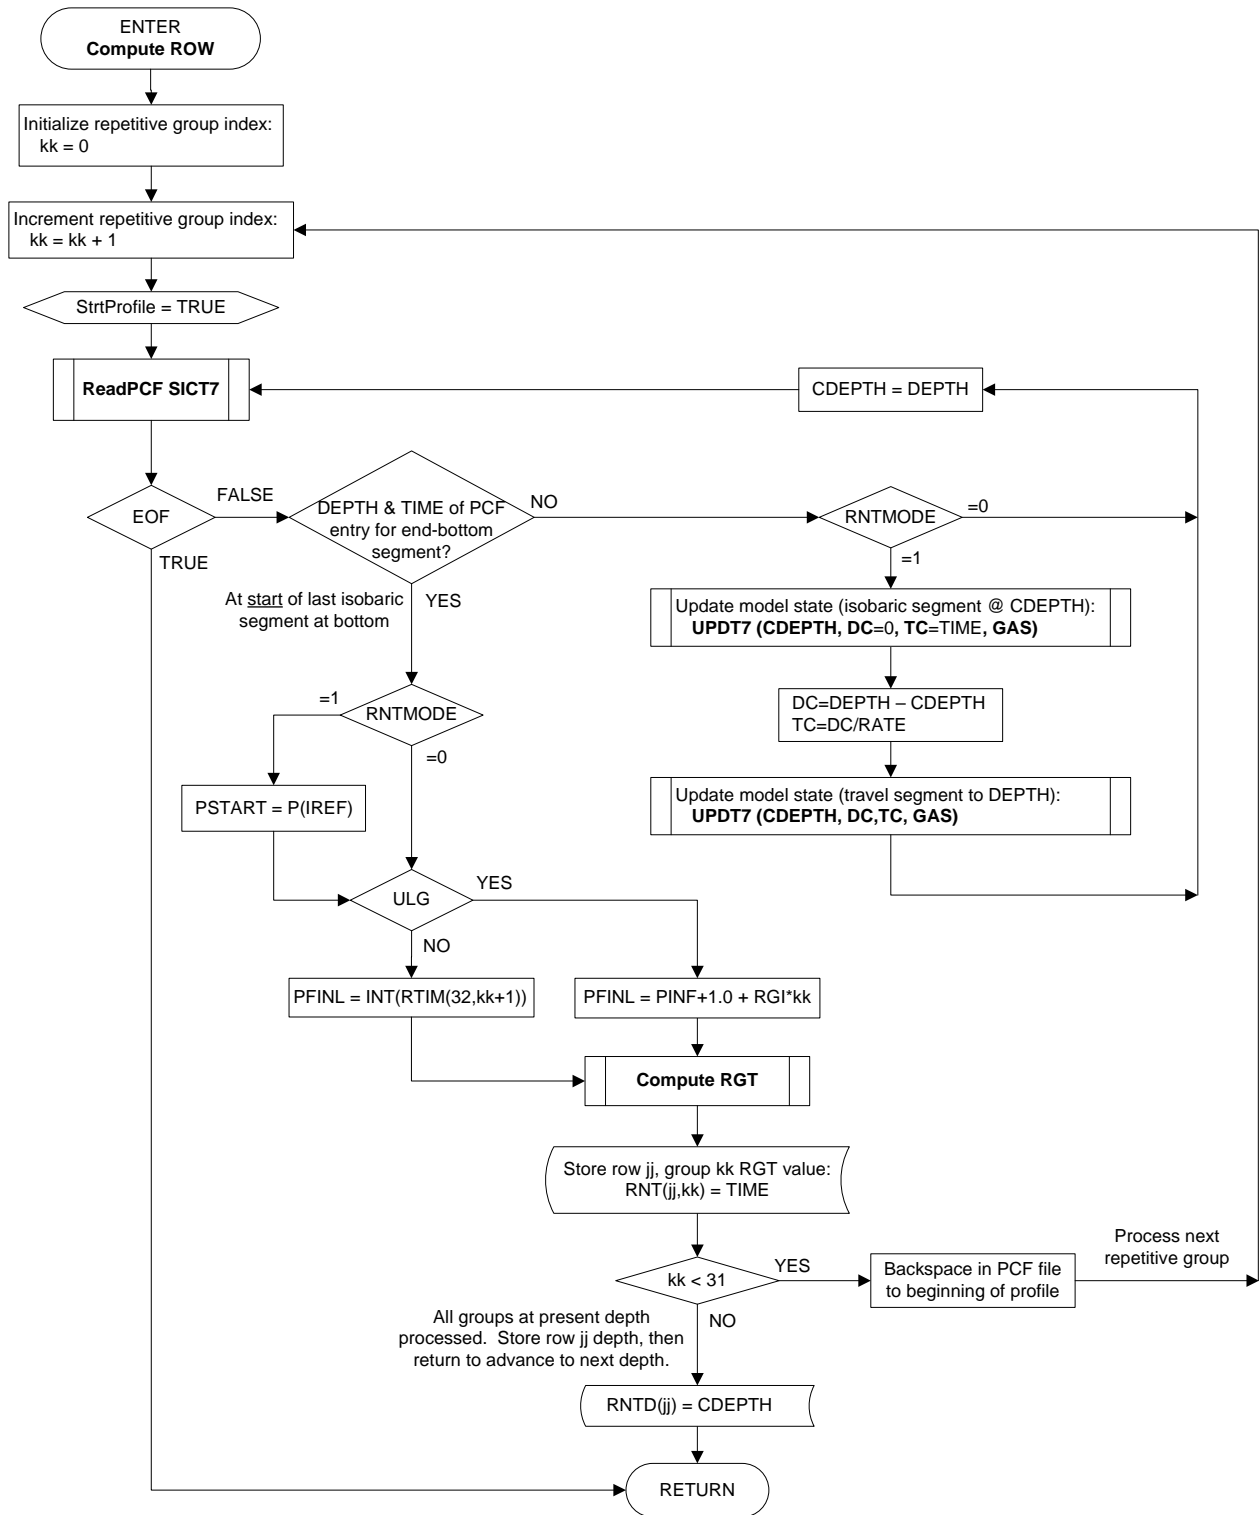 ENTER
Compute ROW
Initialize repetitive group index:
kk = 0
Increment repetitive group index:
kk = kk + 1
StrtProfile = TRUE
ReadPCF SICT7
CDEPTH = DEPTH
EOF
FALSE
TRUE
DEPTH & TIME of PCF
entry for end-bottom
segment?
NO
YES
RNTMODE
=0
=1
Update model state (isobaric segment @ CDEPTH):
UPDT7 (CDEPTH, DC=0, TC=TIME, GAS)
DC=DEPTH – CDEPTH
TC=DC/RATE
Update model state (travel segment to DEPTH):
UPDT7 (CDEPTH, DC,TC, GAS)
At start of last isobaric
segment at bottom
=1
RNTMODE
=0
PSTART = P(IREF)
ULG
YES
NO
PFINL = INT(RTIM(32,kk+1))
PFINL = PINF+1.0 + RGI*kk
Compute RGT
Store row jj, group kk RGT value:
RNT(jj,kk) = TIME
kk < 31
YES
NO
Backspace in PCF file
to beginning of profile
Process next
repetitive group
All groups at present depth
processed.  Store row jj depth, then
return to advance to next depth.
RNTD(jj) = CDEPTH
RETURN